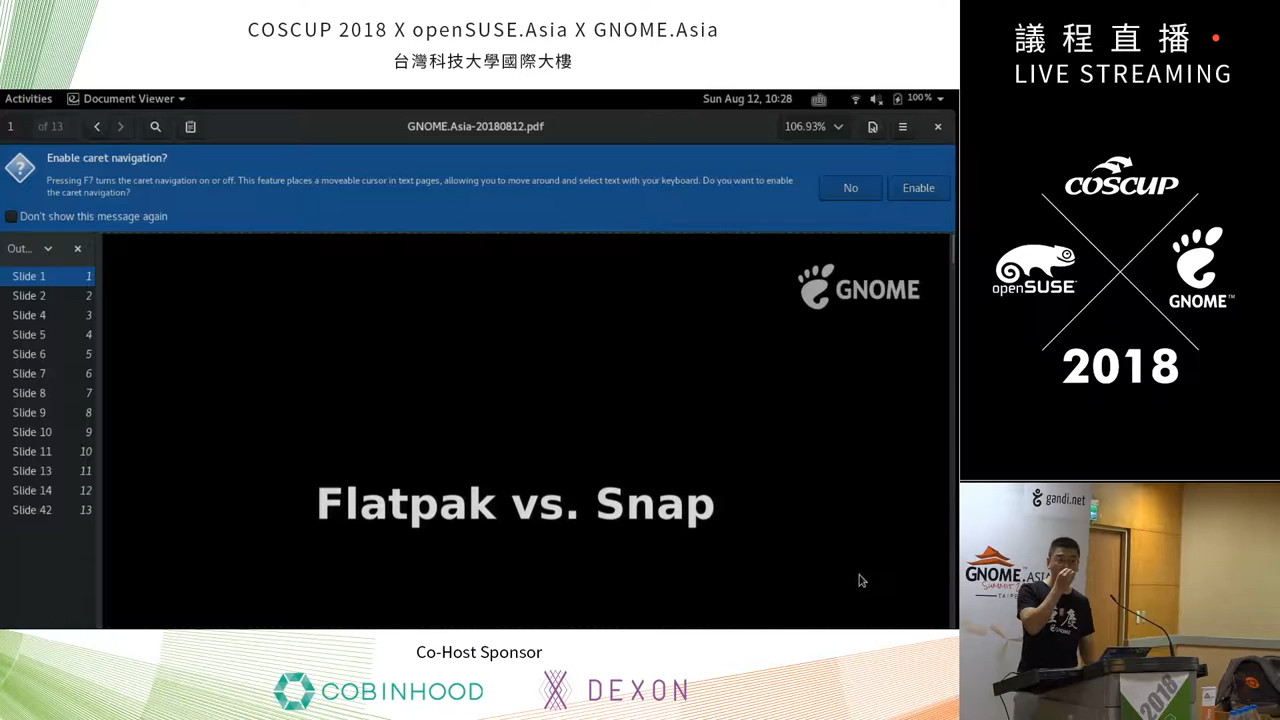 COSCUP 2018 X openSUSE.Asia X GNOME.Asia
台灣科技大學國際大樓
Activities Document Viewer Sun Aug 12, 10:28 100%
1 of 13 GNOME.Asia-20180812.pdf 106.93%
Enable caret navigation?
Pressing F7 turns the caret navigation on or off. This feature places a moveable cursor in text pages, allowing you to move around and select text with your keyboard. Do you want to enable
the caret navigation?
No Enable
Don't show this message again
Out...
Slide 1 1
Slide 2 2
Slide 4 3
Slide 5 4
Slide 6 5
Slide 7 6
Slide 8 7
Slide 9 8
Slide 10 9
Slide 11 10
Slide 13 11
Slide 14 12
Slide 42 13
GNOME
Flatpak vs. Snap
Co-Host Sponsor
COBINHOOD DEXON
議程直播
LIVE STREAMING
COSCUP
openSUSE
GNOME™
2018
gandi.net
GNOME.ASIA
SUMMIT
TAIPEI
重慶
GNOME
2018